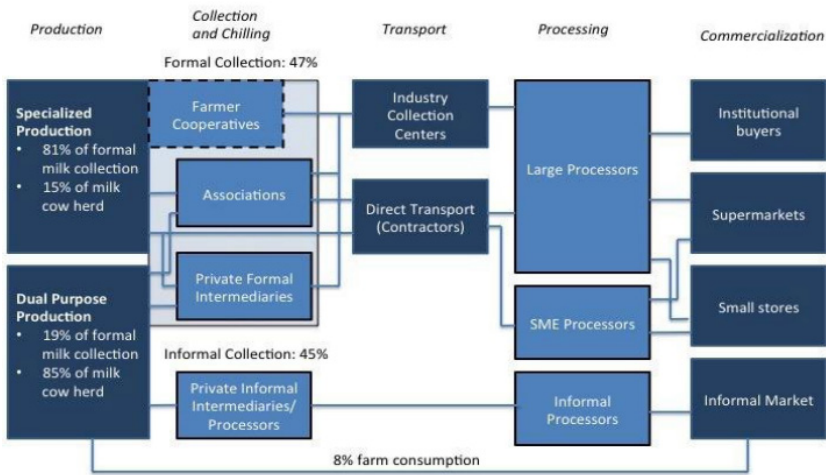 Production
Collection
and Chilling
Transport
Processing
Commercialization
Formal Collection: 47%
Specialized
Production
• 81% of formal
milk collection
• 15% of milk
cow herd
Farmer
Cooperatives
Associations
Private Formal
Intermediaries
Industry
Collection
Centers
Direct Transport
(Contractors)
Large Processors
SME Processors
Institutional
buyers
Supermarkets
Small stores
Dual Purpose
Production
• 19% of formal
milk collection
• 85% of milk
cow herd
Informal Collection: 45%
Private Informal
Intermediaries/
Processors
Informal
Processors
Informal Market
8% farm consumption